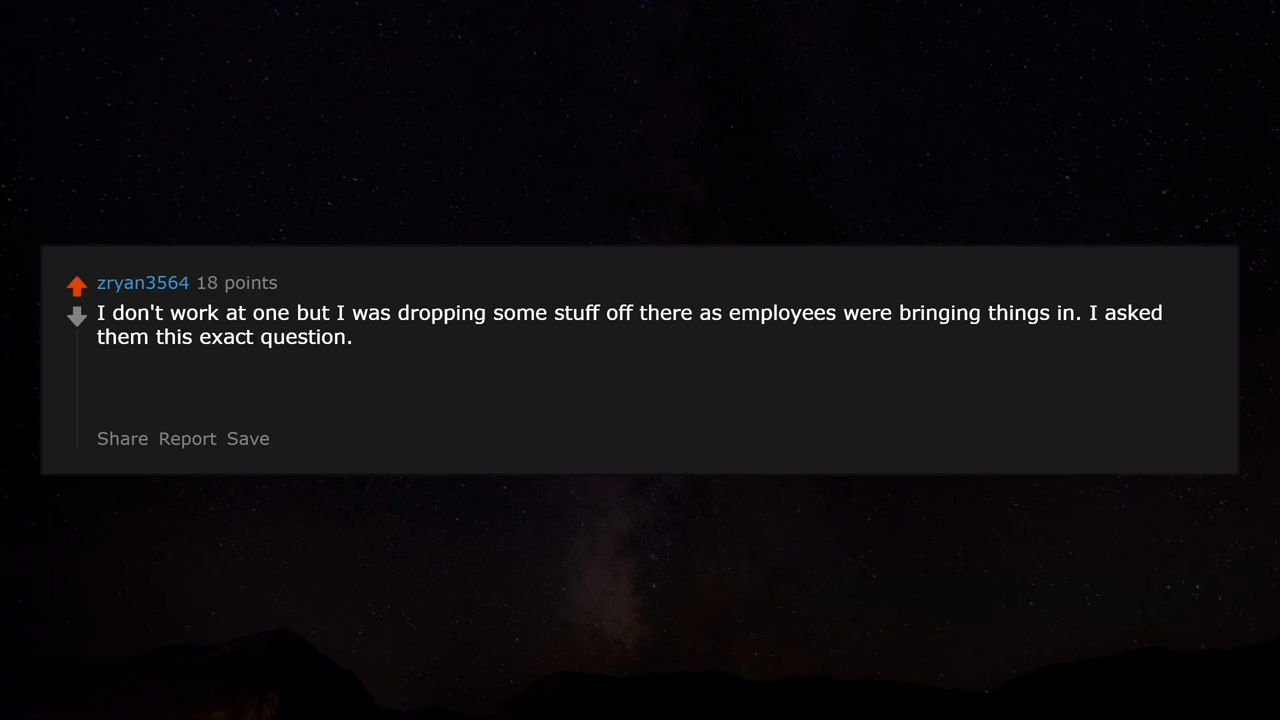 zryan3564 18 points
I don't work at one but I was dropping some stuff off there as employees were bringing things in. I asked
them this exact question.
Share Report Save